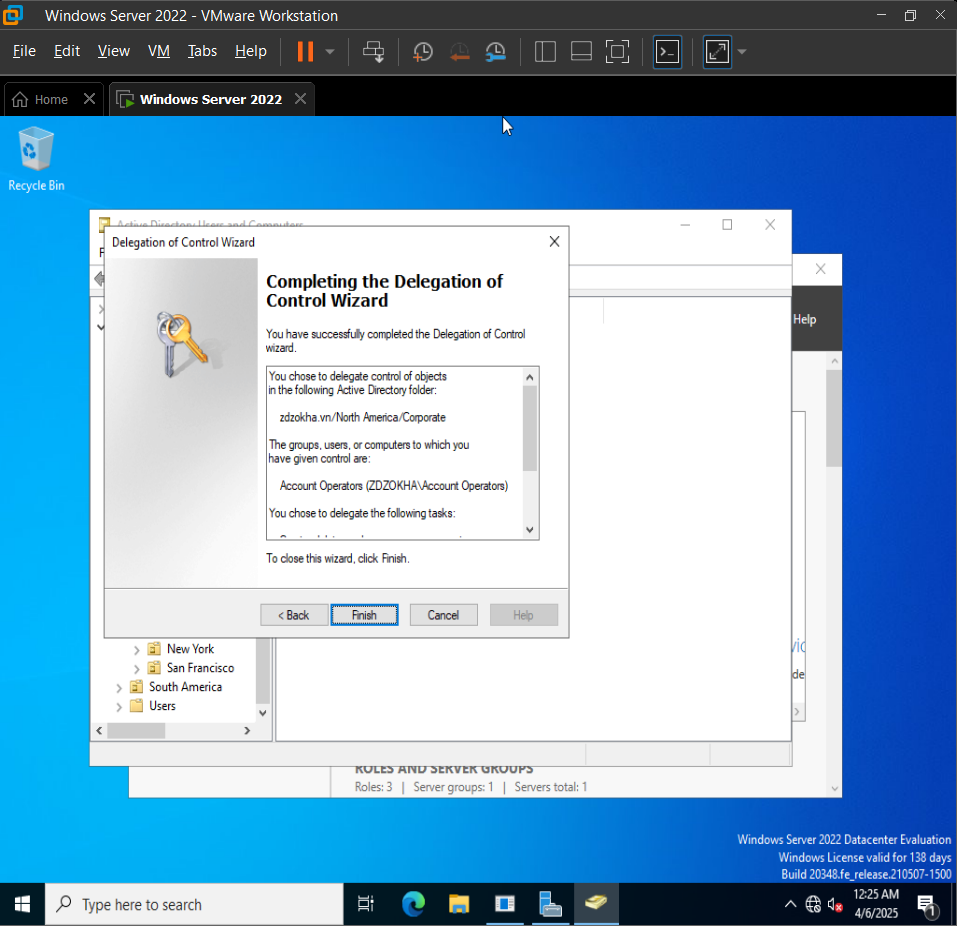 Windows Server 2022 - VMware Workstation
File Edit View VM Tabs Help
Home
Windows Server 2022
Recycle Bin
Active Directory Users and Computers
Delegation of Control Wizard
Completing the Delegation of
Control Wizard
You have successfully completed the Delegation of Control
wizard.
You chose to delegate control of objects
in the following Active Directory folder:
zdzokha.vn/North America/Corporate
The groups, users, or computers to which you
have given control are:
Account Operators (ZDZOKHA\Account Operators)
You chose to delegate the following tasks:
To close this wizard, click Finish.
< Back Finish Cancel Help
Help
New York
San Francisco
South America
Users
ROLES AND SERVER GROUPS
Roles: 3 | Server groups: 1 | Servers total: 1
Windows Server 2022 Datacenter Evaluation
Windows License valid for 138 days
Build 20348.fe_release.210507-1500
Type here to search
12:25 AM
4/6/2025
1